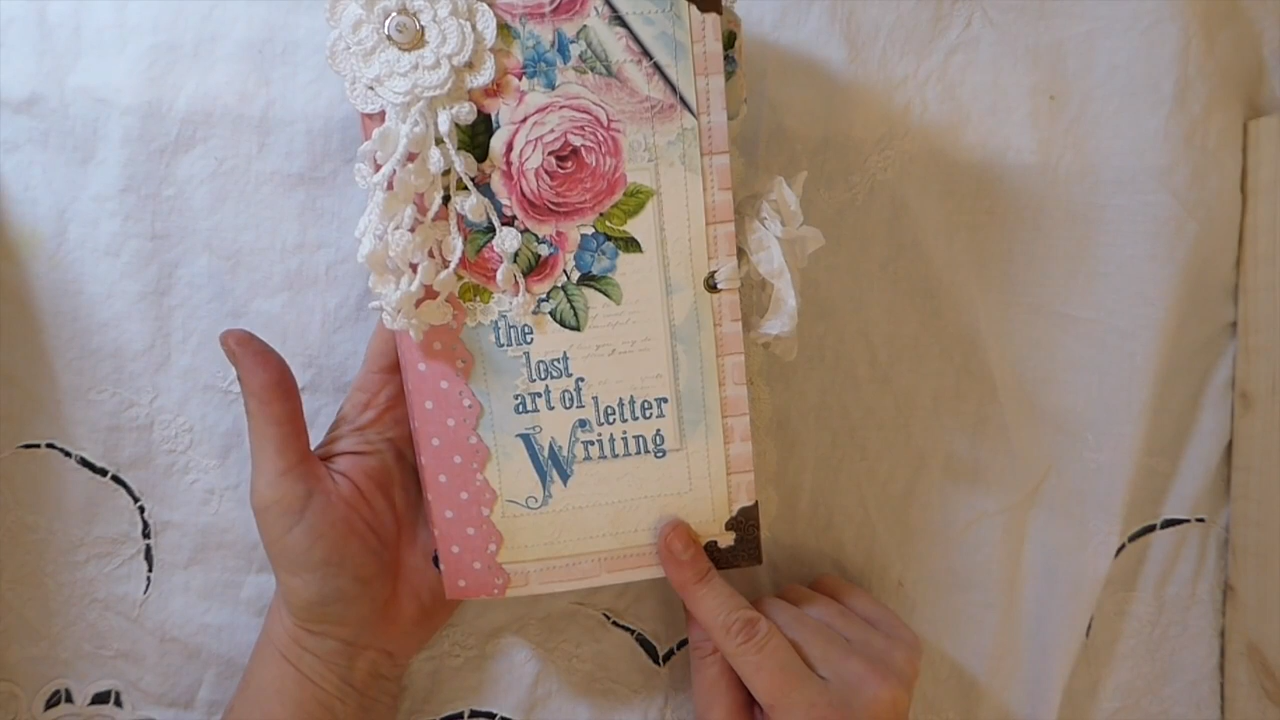 the
lost
art of letter
Writing